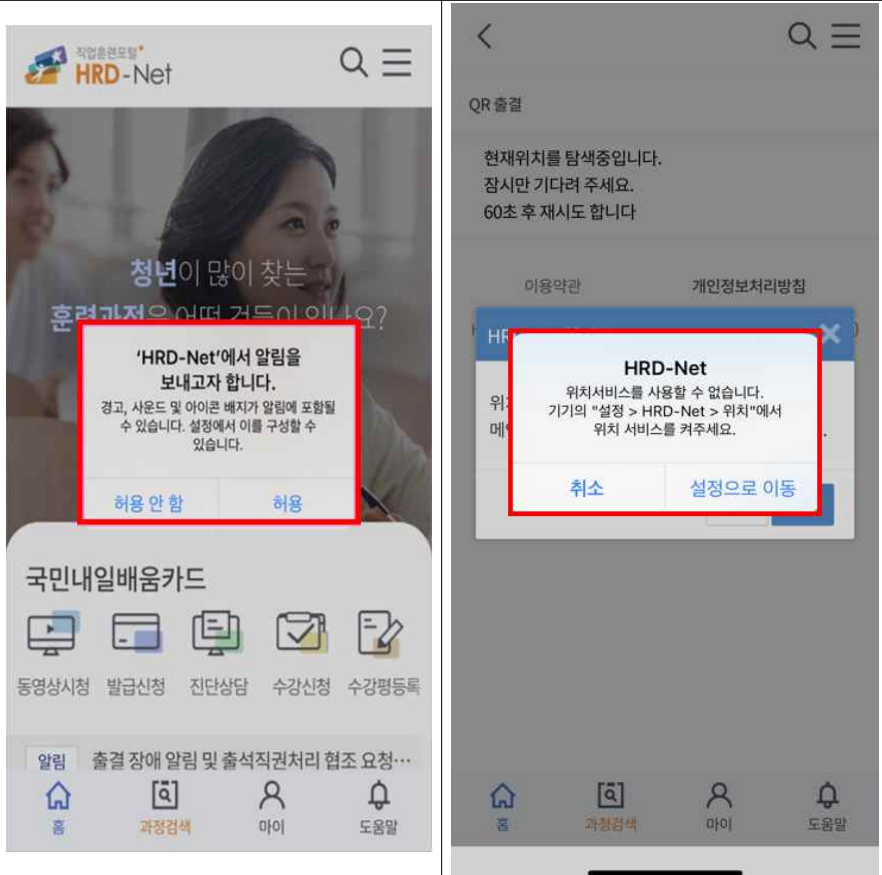 직업훈련포털
HRD-Net
청년이 많이 찾는
훈련과정은 어떤 것들이 있나요?
'HRD-Net'에서 알림을
보내고자 합니다.
경고, 사운드 및 아이콘 배지가 알림에 포함될
수 있습니다. 설정에서 이를 구성할 수
있습니다.
허용 안 함 허용
국민내일배움카드
동영상시청 발급신청 진단상담 수강신청 수강평등록
알림 출결 장애 알림 및 출석직권처리 협조 요청…
홈 과정검색 마이 도움말
QR 출결
현재위치를 탐색중입니다.
잠시만 기다려 주세요.
60초 후 재시도 합니다
이용약관 개인정보처리방침
HRD-Net
위치서비스를 사용할 수 없습니다.
기기의 "설정 > HRD-Net > 위치"에서
위치 서비스를 켜주세요.
취소 설정으로 이동
홈 과정검색 마이 도움말